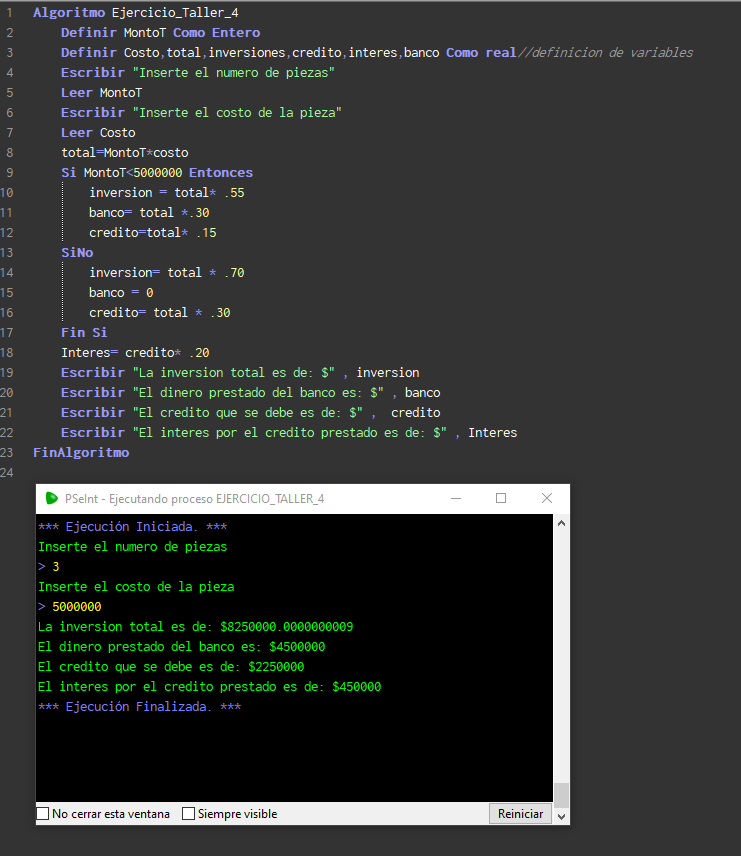 1 Algoritmo Ejercicio_Taller_4
2 Definir MontoT Como Entero
3 Definir Costo,total,inversiones,credito,interes,banco Como real//definicion de variables
4 Escribir "Inserte el numero de piezas"
5 Leer MontoT
6 Escribir "Inserte el costo de la pieza"
7 Leer Costo
8 total=MontoT*costo
9 Si MontoT<5000000 Entonces
10 inversion = total* .55
11 banco= total *.30
12 credito=total* .15
13 SiNo
14 inversion= total * .70
15 banco = 0
16 credito= total * .30
17 Fin Si
18 Interes= credito* .20
19 Escribir "La inversion total es de: $" , inversion
20 Escribir "El dinero prestado del banco es: $" , banco
21 Escribir "El credito que se debe es de: $" , credito
22 Escribir "El interes por el credito prestado es de: $" , Interes
23 FinAlgoritmo
24
PSeInt - Ejecutando proceso EJERCICIO_TALLER_4
*** Ejecución Iniciada. ***
Inserte el numero de piezas
> 3
Inserte el costo de la pieza
> 5000000
La inversion total es de: $8250000.0000000009
El dinero prestado del banco es: $4500000
El credito que se debe es de: $2250000
El interes por el credito prestado es de: $450000
*** Ejecución Finalizada. ***
No cerrar esta ventana Siempre visible Reiniciar